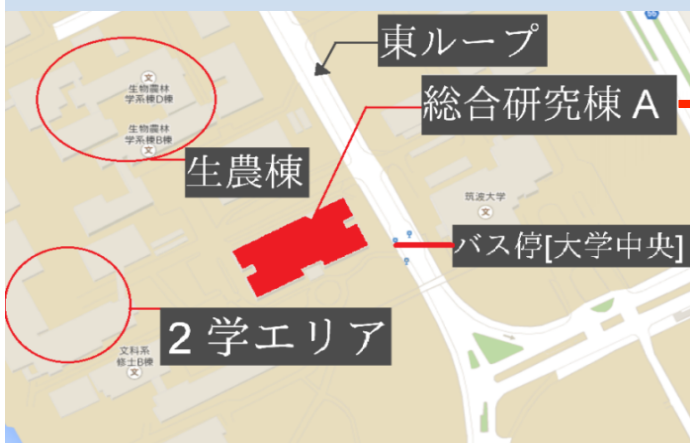 東ループ
総合研究棟 A
生物農林
学系棟D棟
生物農林
学系棟B棟
生農棟
筑波大学
バス停[大学中央]
2 学エリア
文科系
修士B棟